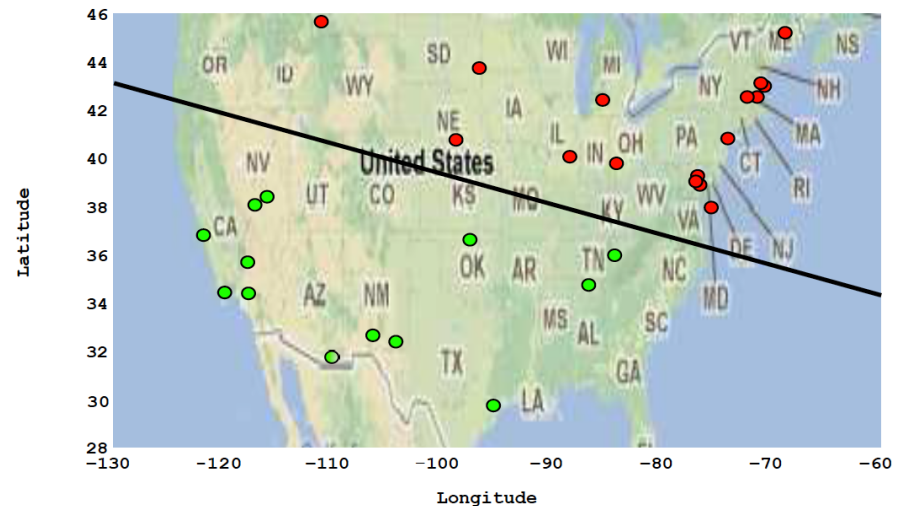 46
44
42
40
38
36
34
32
30
28
Latitude
VT ME NS
WI
SD
OR MI
ID
WY NY NH
IA
NE MA
IL OH PA
United States IN CT
NV
UT CO KS MO WV RI
KY
CA VA
DE NJ
OK AR TN NC
AZ NM MD
MS AL SC
TX
GA
LA
-130 -120 -110 -100 -90 -80 -70 -60
Longitude